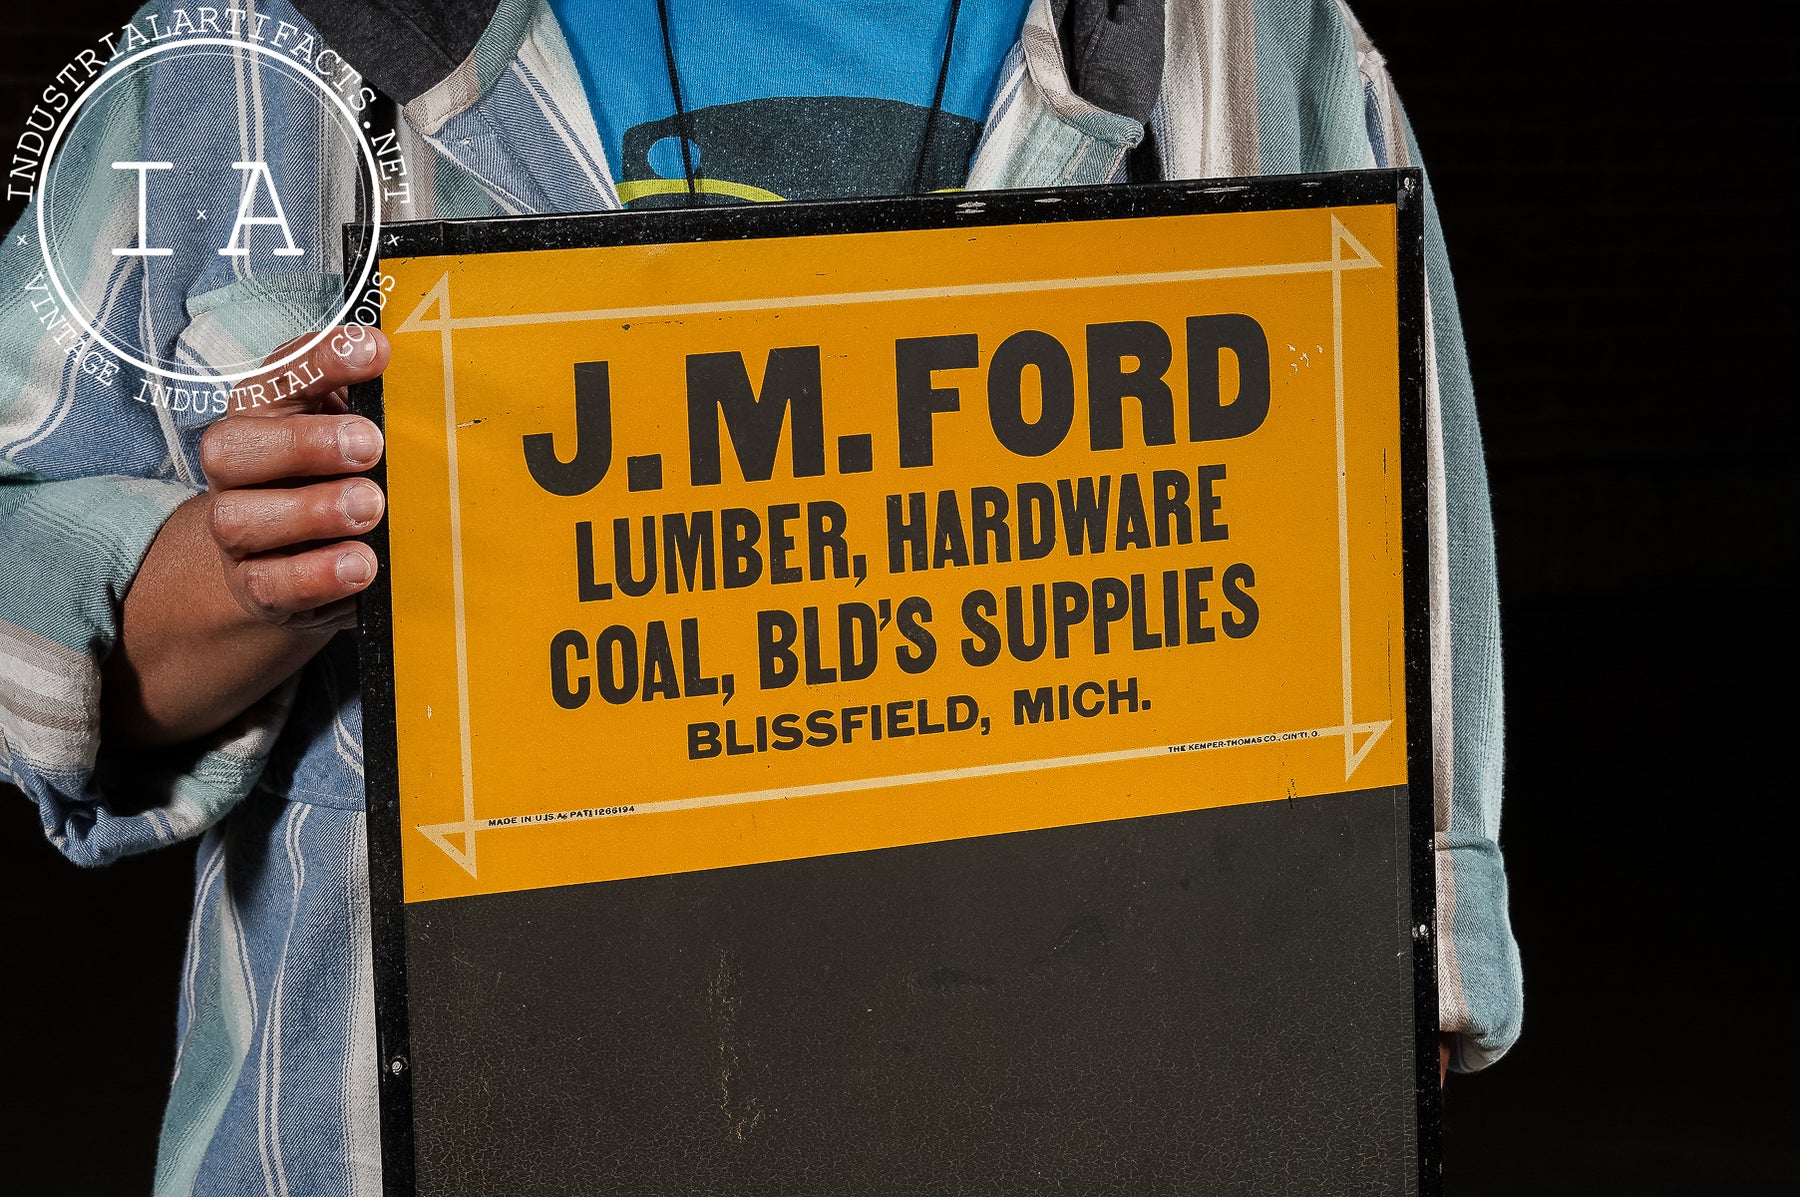 INDUSTRIALARTIFACTS.NET
I A
VINTAGE INDUSTRIAL GOODS
J.M.FORD
LUMBER, HARDWARE
COAL, BLD'S SUPPLIES
BLISSFIELD, MICH.
THE KEMPER-THOMAS CO., CIN'TI, O.
MADE IN U.S.A. PAT. 1266194